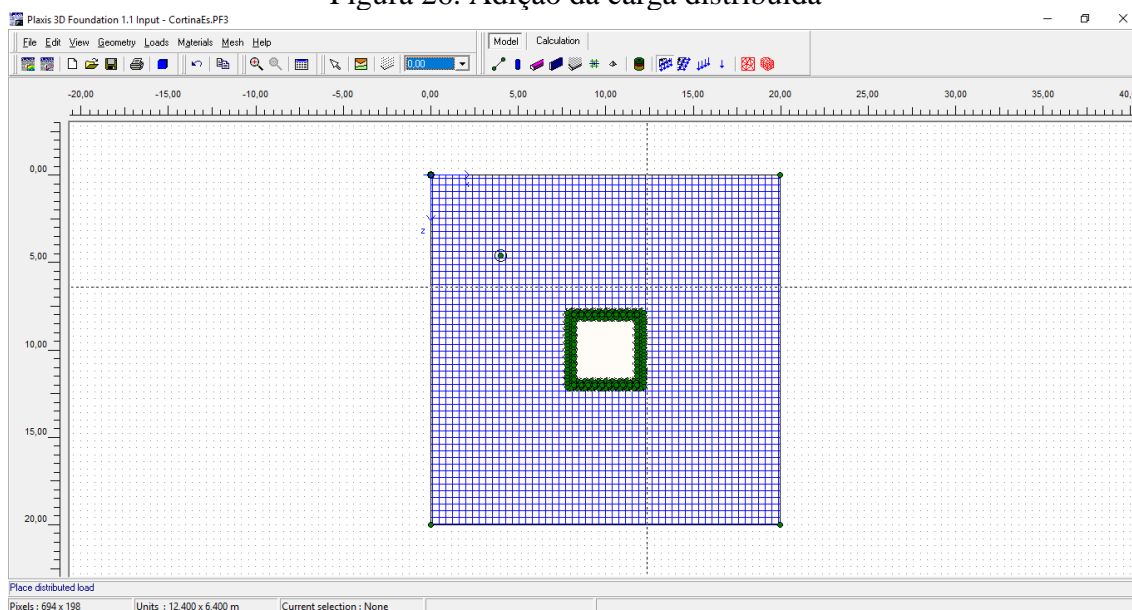 Figura 26: Adição da carga distribuída
Plaxis 3D Foundation 1.1 Input - CortinaEs.PF3
File Edit View Geometry Loads Materials Mesh Help
Model Calculation
0,00
-20,00 -15,00 -10,00 -5,00 0,00 5,00 10,00 15,00 20,00 25,00 30,00 35,00 40,
0,00
x
z
5,00
10,00
15,00
20,00
Place distributed load
Pixels : 694 x 198 Units : 12.400 x 6.400 m Current selection : None